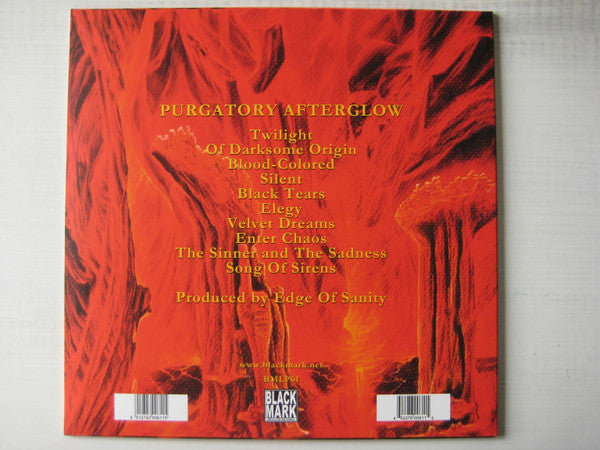 PURGATORY AFTERGLOW
Twilight
Of Darksome Origin
Blood-Colored
Silent
Black Tears
Elegy
Velvet Dreams
Enter Chaos
The Sinner and The Sadness
Song Of Sirens
Produced by Edge Of Sanity
www.blackmark.net
BMLP61
BLACK
MARK